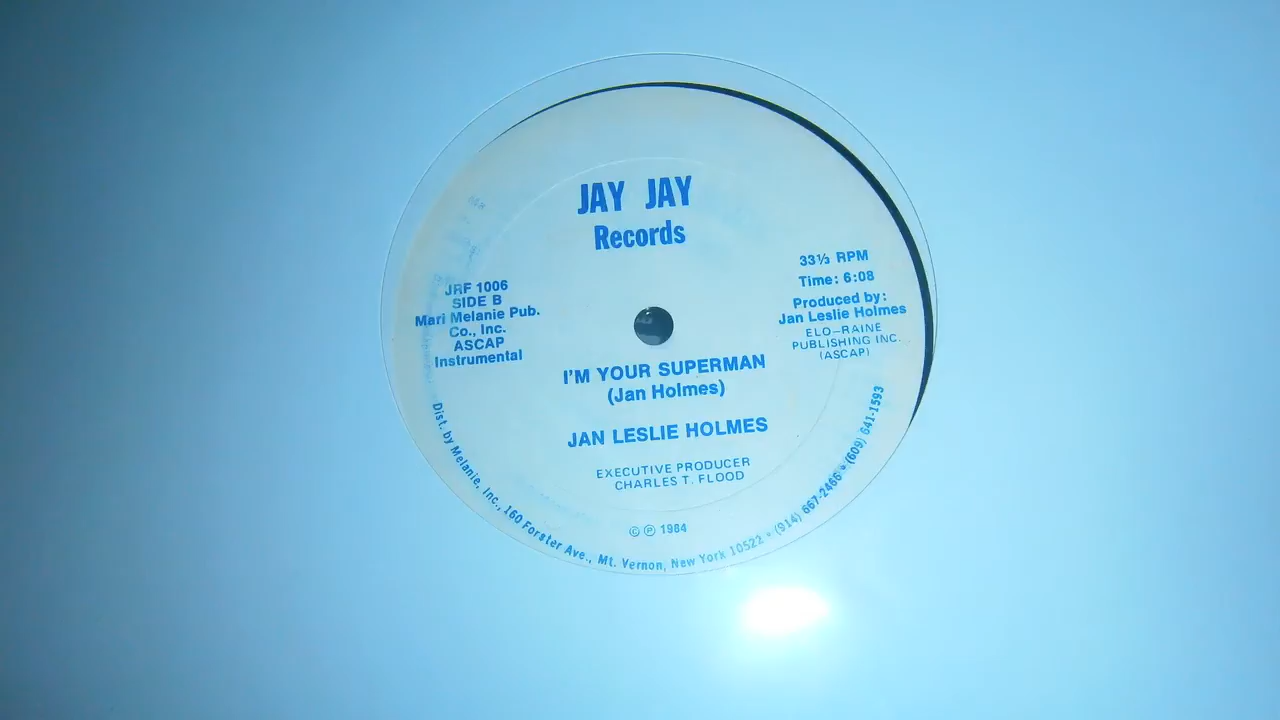 JAY JAY
Records
JRF 1006
SIDE B
Mari Melanie Pub.
Co., Inc.
ASCAP
Instrumental
33⅓ RPM
Time: 6:08
Produced by:
Jan Leslie Holmes
ELO-RAINE
PUBLISHING INC.
(ASCAP)
I'M YOUR SUPERMAN
(Jan Holmes)
JAN LESLIE HOLMES
EXECUTIVE PRODUCER
CHARLES T. FLOOD
© ℗ 1984
Dist. by Melanie, Inc., 160 Forster Ave., Mt. Vernon, New York 10522 • (914) 667-2466 • (609) 641-1593